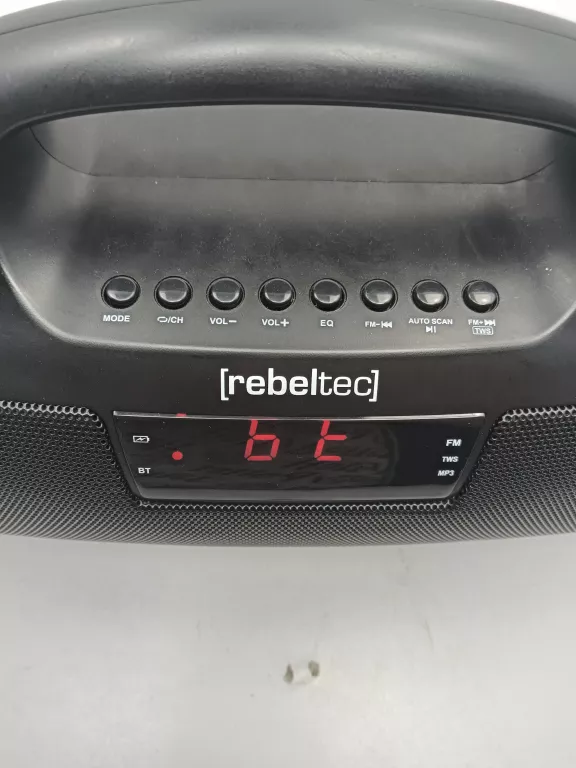 MODE
⮔/CH
VOL−
VOL+
EQ
FM-⏮
AUTO SCAN
⏯
FM+⏭
TWS
[rebeltec]
bt
BT
FM
TWS
MP3